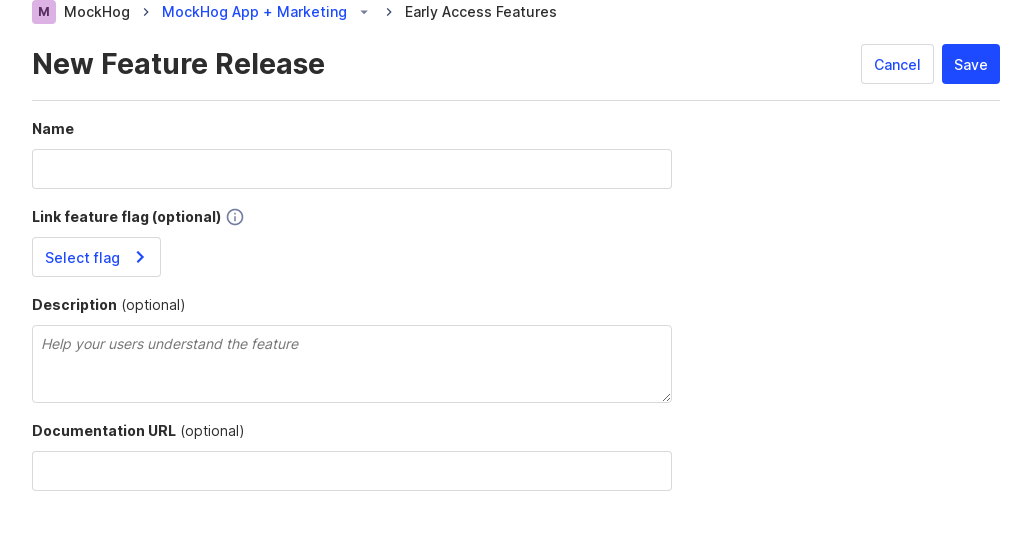 M MockHog MockHog App + Marketing Early Access Features
New Feature Release
Cancel Save
Name
Link feature flag (optional)
Select flag
Description (optional)
Help your users understand the feature
Documentation URL (optional)